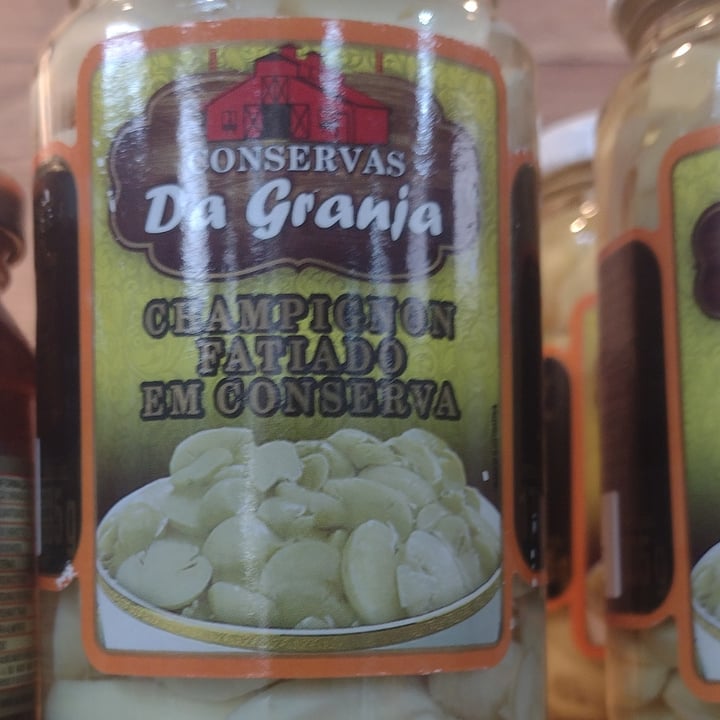 CONSERVAS
Da Granja
CHAMPIGNON
FATIADO
EM CONSERVA